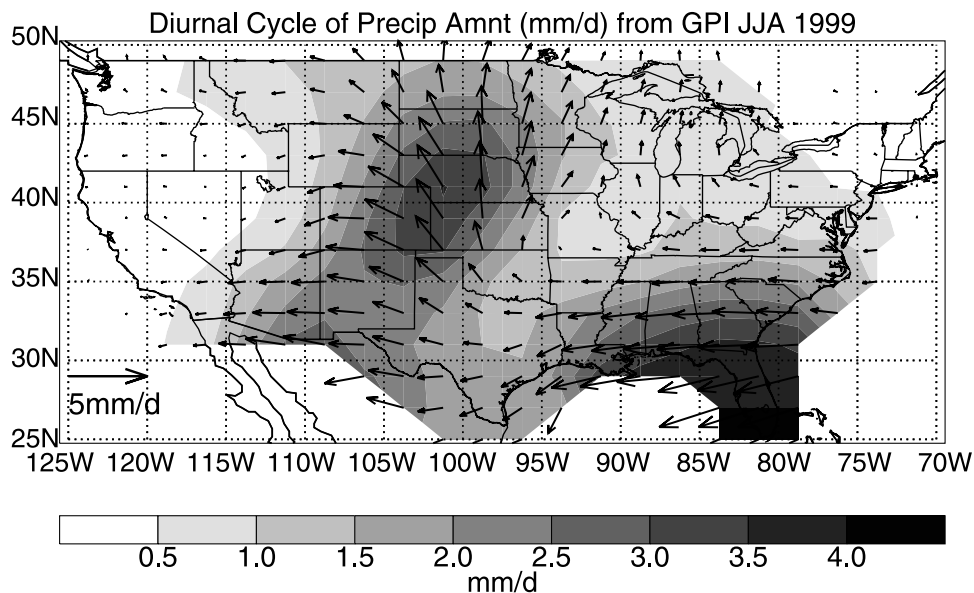 Diurnal Cycle of Precip Amnt (mm/d) from GPI JJA 1999
50N
45N
40N
35N
30N
25N
5mm/d
125W 120W 115W 110W 105W 100W 95W 90W 85W 80W 75W 70W
0.5 1.0 1.5 2.0 2.5 3.0 3.5 4.0
mm/d